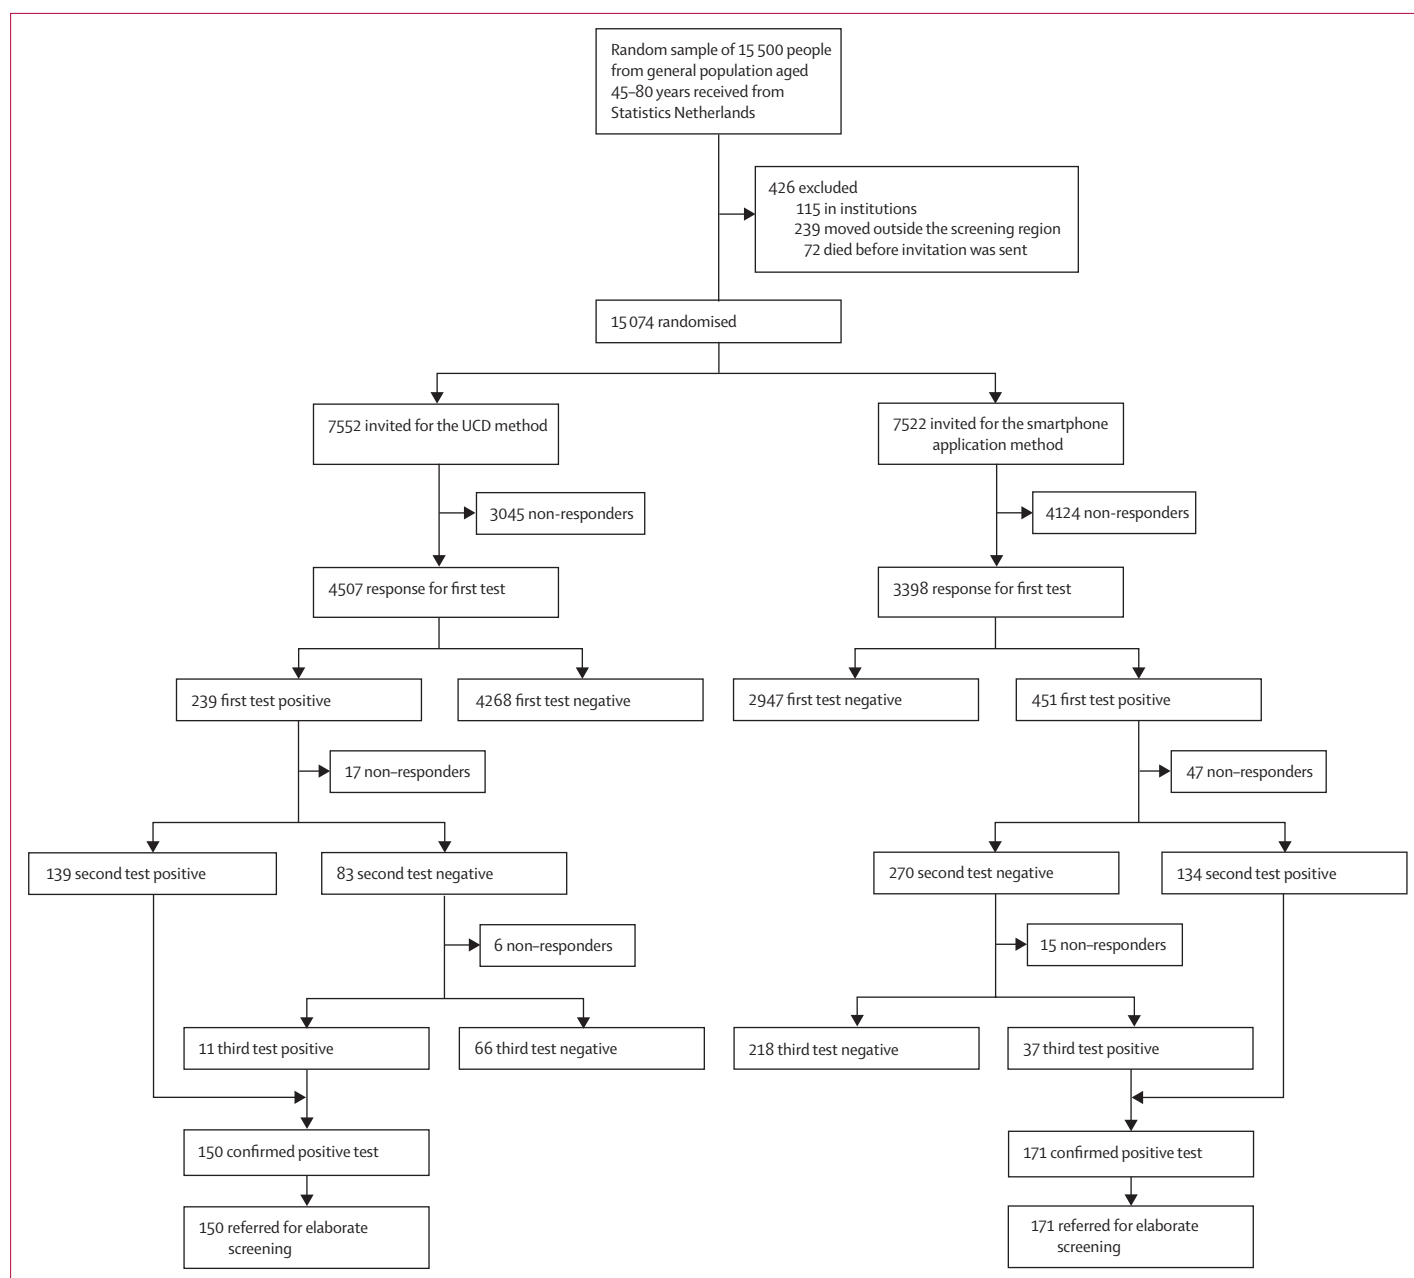 Random sample of 15 500 people
from general population aged
45–80 years received from
Statistics Netherlands
426 excluded
115 in institutions
239 moved outside the screening region
72 died before invitation was sent
15 074 randomised
7552 invited for the UCD method
7522 invited for the smartphone
application method
3045 non-responders
4124 non-responders
4507 response for first test
3398 response for first test
239 first test positive
4268 first test negative
2947 first test negative
451 first test positive
17 non–responders
47 non–responders
139 second test positive
83 second test negative
270 second test negative
134 second test positive
6 non–responders
15 non–responders
11 third test positive
66 third test negative
218 third test negative
37 third test positive
150 confirmed positive test
171 confirmed positive test
150 referred for elaborate
screening
171 referred for elaborate
screening